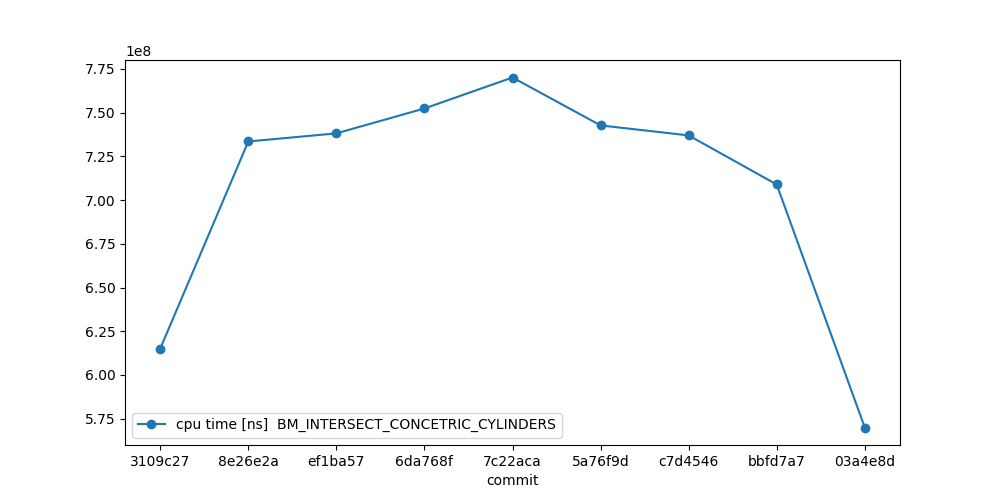 1e8
7.75
7.50
7.25
7.00
6.75
6.50
6.25
6.00
5.75
cpu time [ns]  BM_INTERSECT_CONCETRIC_CYLINDERS
3109c27 8e26e2a ef1ba57 6da768f 7c22aca 5a76f9d c7d4546 bbfd7a7 03a4e8d
commit